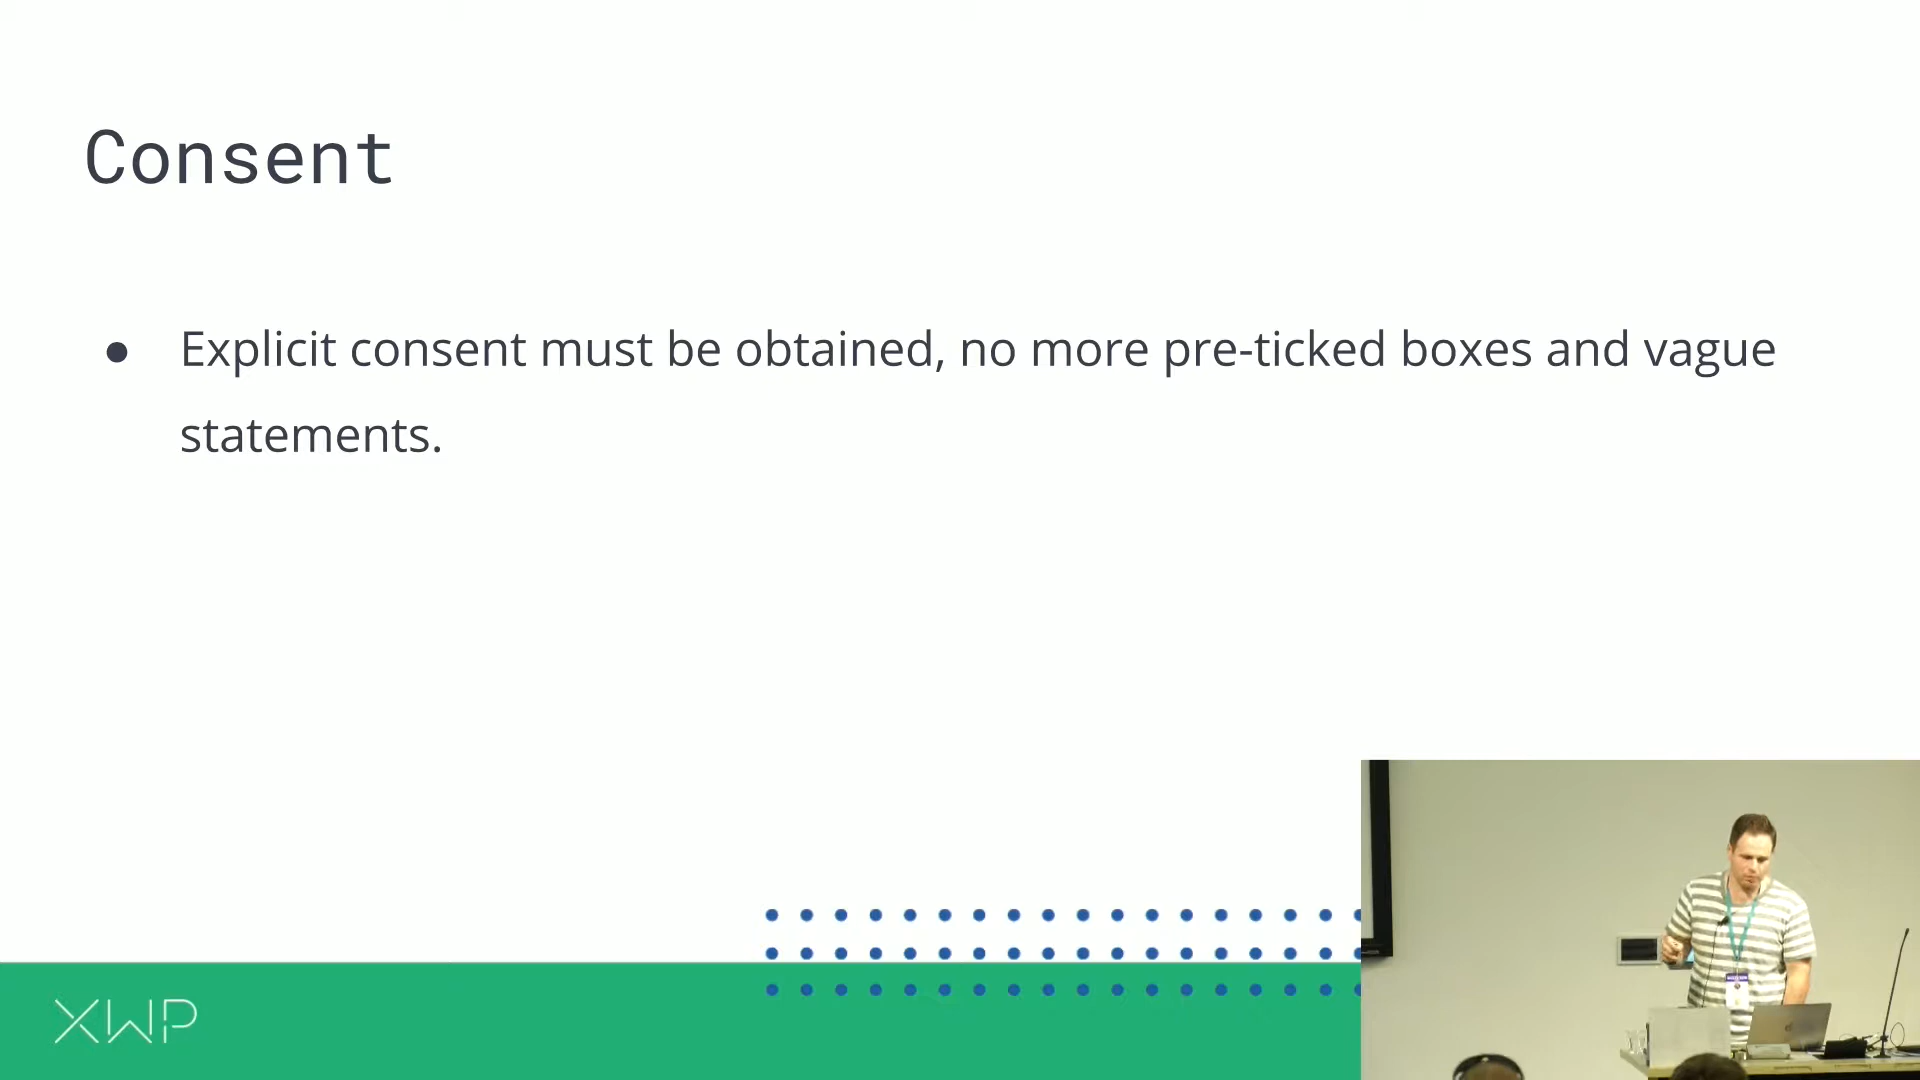 Consent
● Explicit consent must be obtained, no more pre-ticked boxes and vague
statements.
XWP